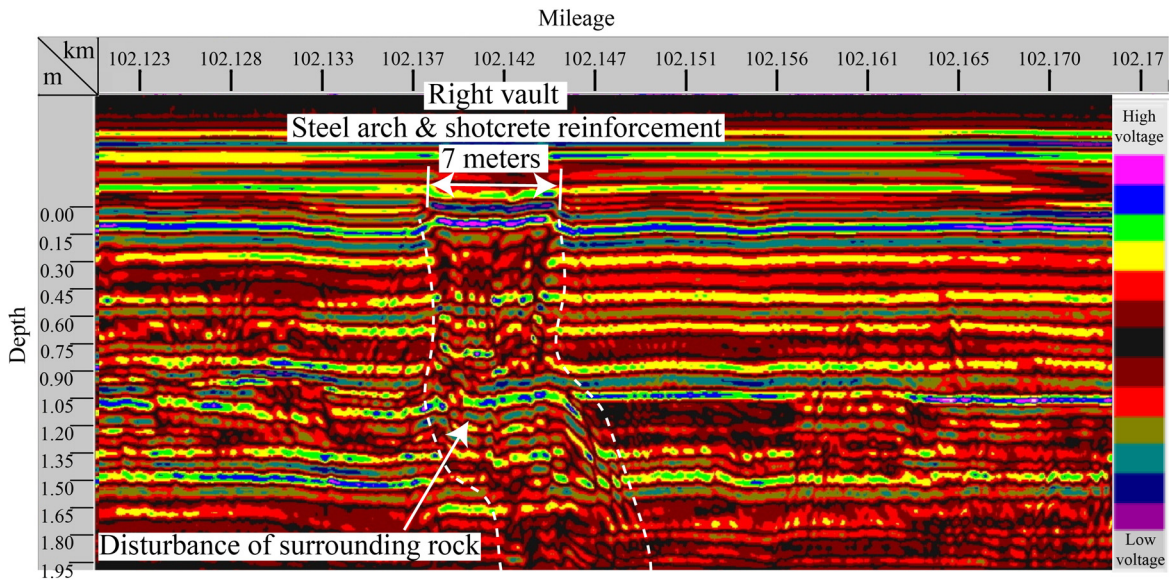 Mileage
km
m
102.123 102.128 102.133 102.137 102.142 102.147 102.151 102.156 102.161 102.165 102.170 102.17
Right vault
Steel arch & shotcrete reinforcement
7 meters
High
voltage
Depth
0.00
0.15
0.30
0.45
0.60
0.75
0.90
1.05
1.20
1.35
1.50
1.65
1.80
1.95
Disturbance of surrounding rock
Low
voltage